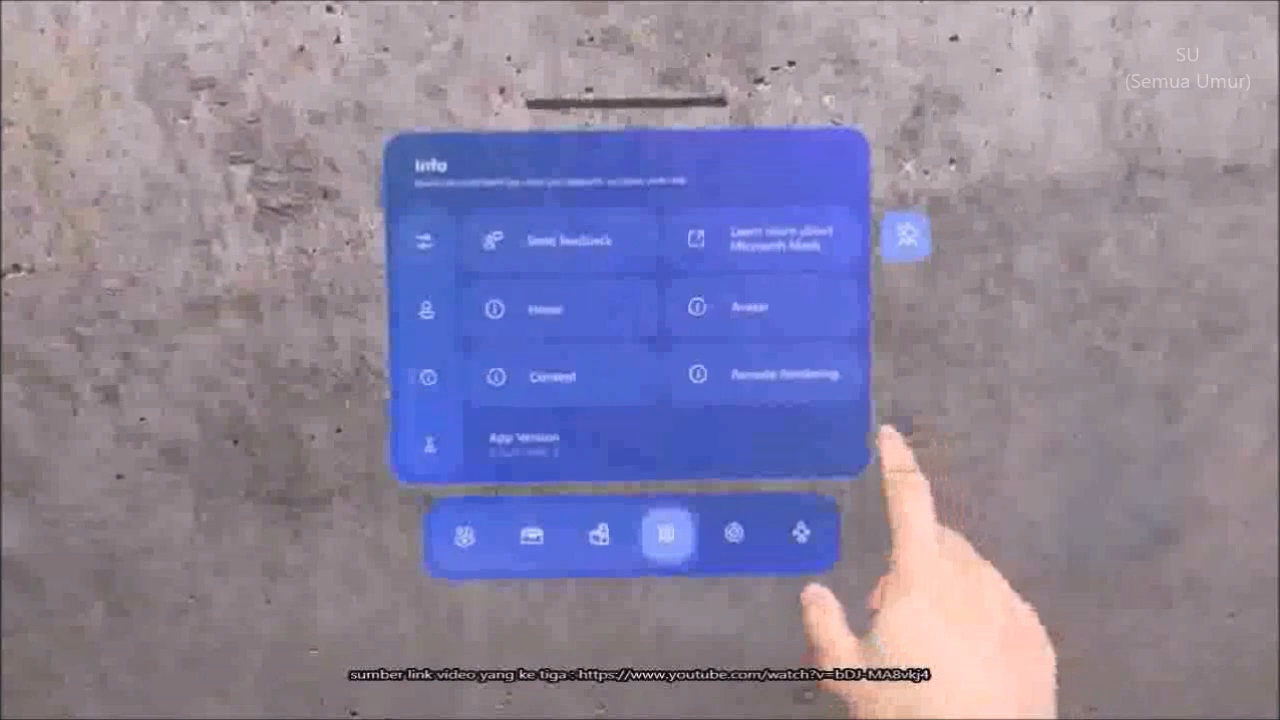 SU
(Semua Umur)
Info
Send feedback
Learn more about
Microsoft Mesh
Avatar
Consent
Remote Rendering
App Version
sumber link video yang ke tiga : https://www.youtube.com/watch?v=bDJ-MA8vkj4